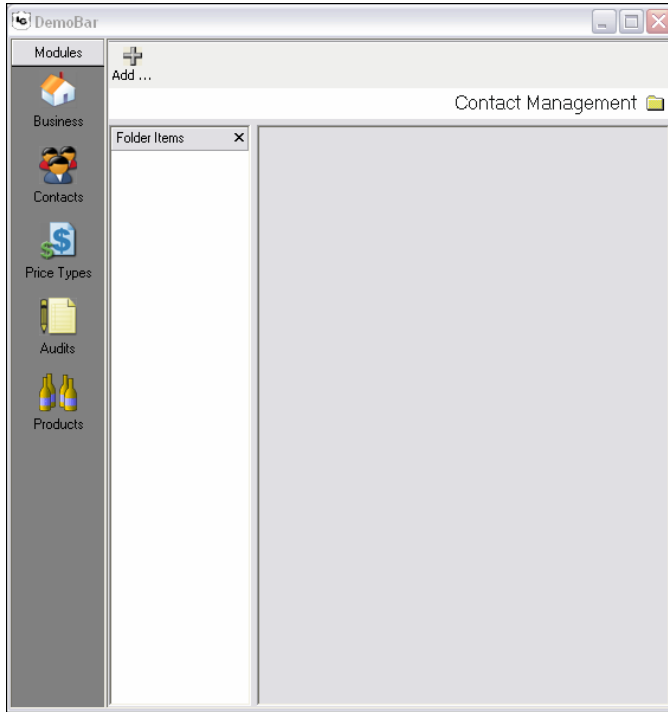 DemoBar
Modules
Add ...
Business
Contact Management
Folder Items
Contacts
Price Types
Audits
Products